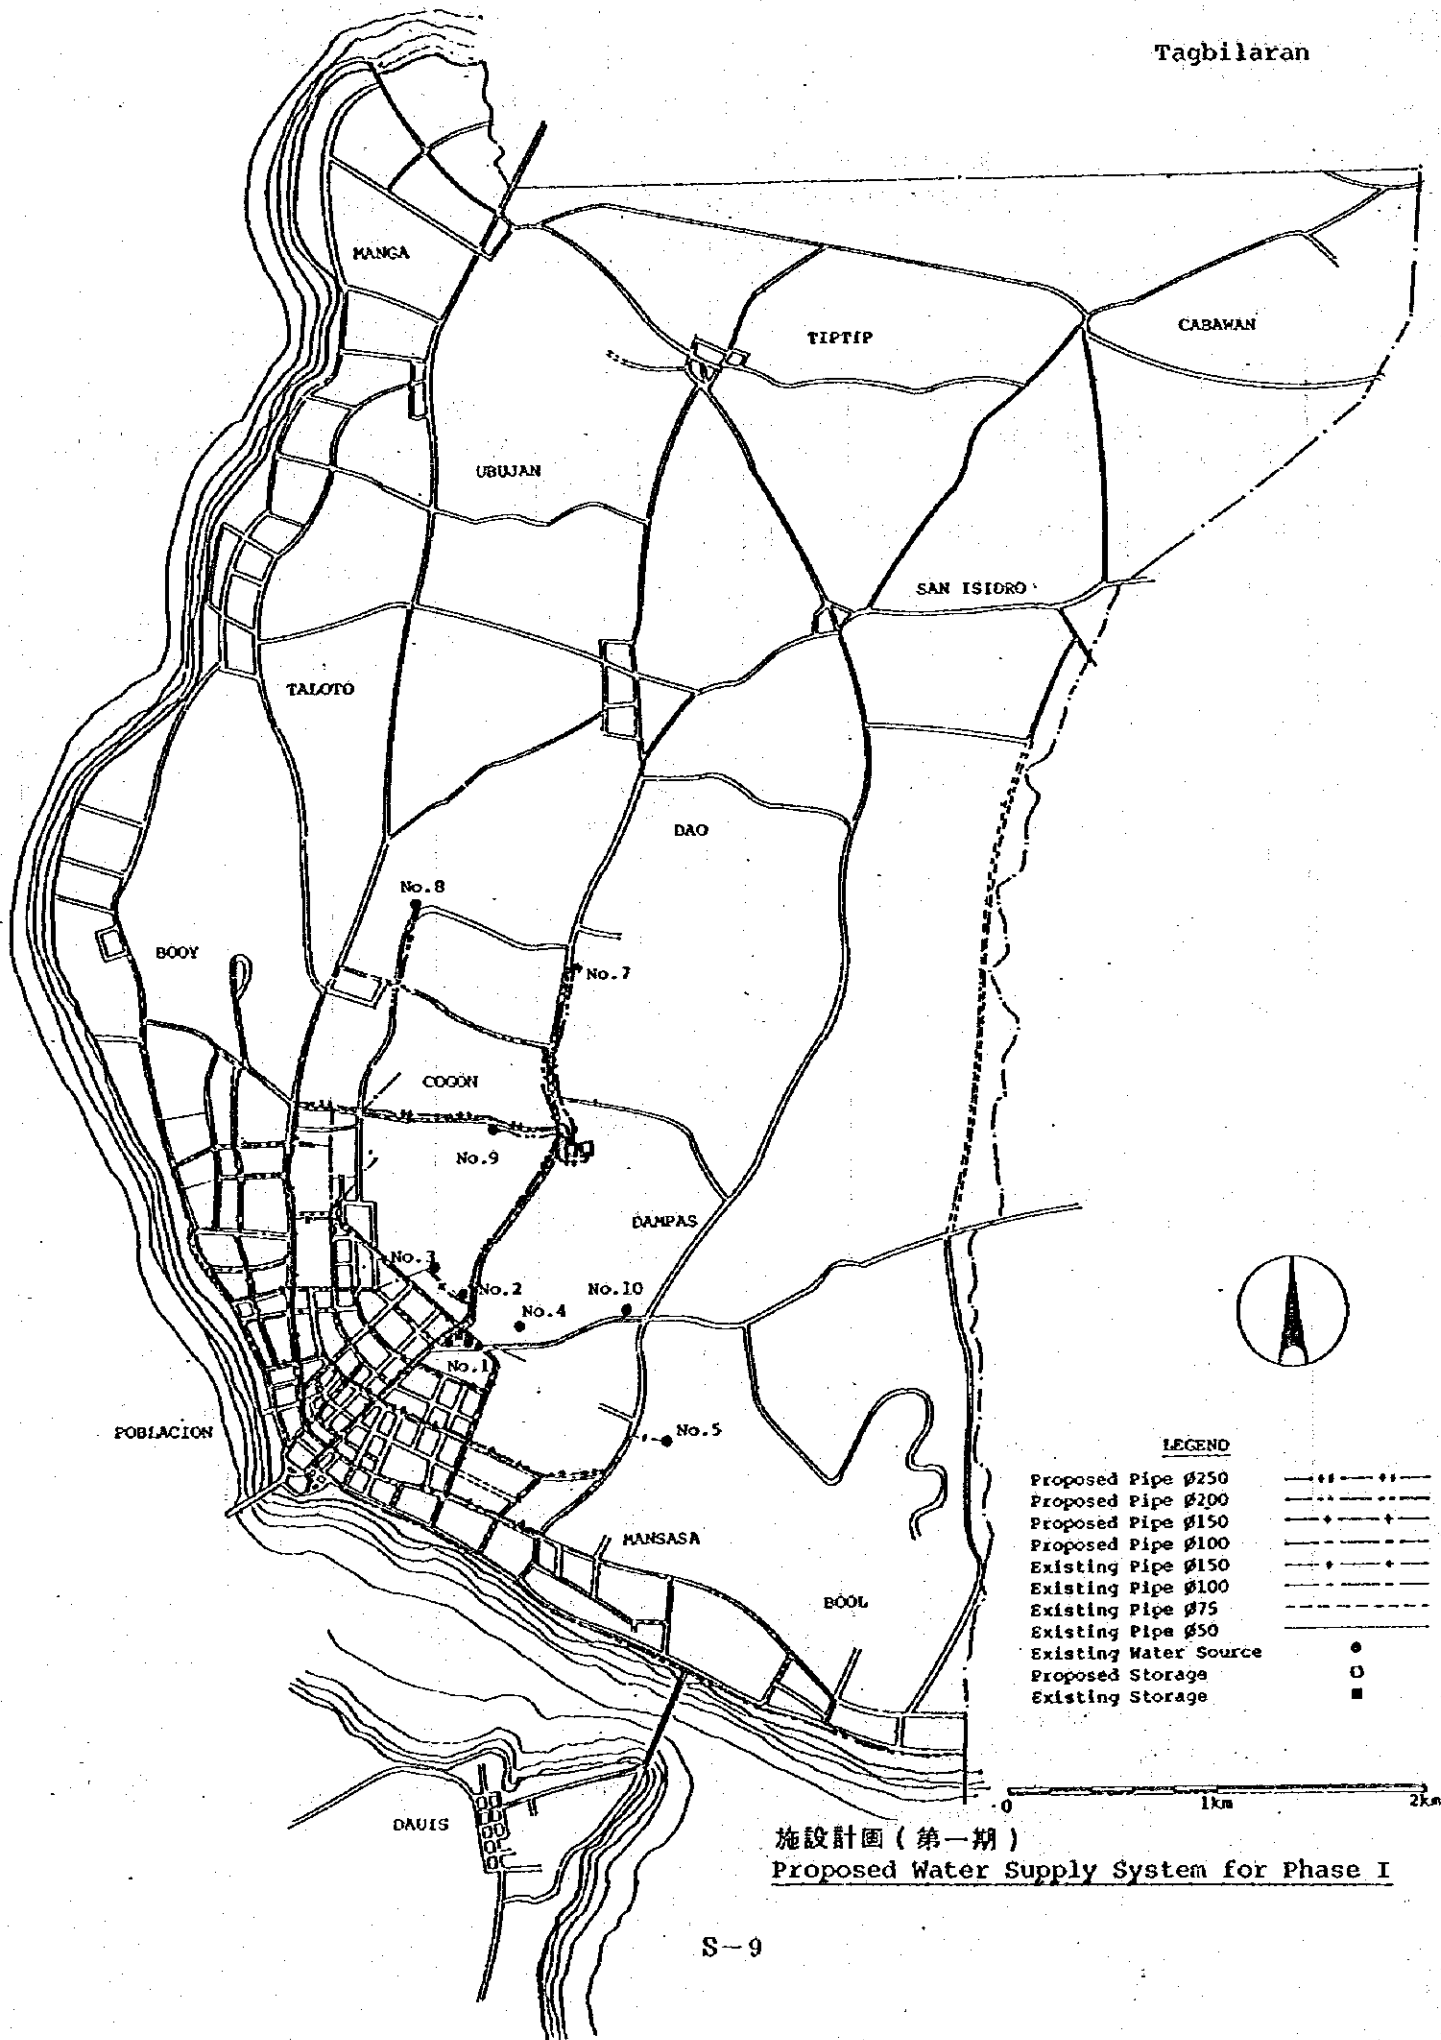 Tagbilaran
MANGA
TIPTIP
CABAWAN
UBUJAN
SAN ISIDRO
TALOTO
DAO
No.8
BOOY
No.7
COGON
No.9
DAMPAS
No.3
No.2
No.10
No.4
No.1
POBLACION
No.5
MANSASA
BOOL
DAUIS
LEGEND
Proposed Pipe Ø250
Proposed Pipe Ø200
Proposed Pipe Ø150
Proposed Pipe Ø100
Existing Pipe Ø150
Existing Pipe Ø100
Existing Pipe Ø75
Existing Pipe Ø50
Existing Water Source
Proposed Storage
Existing Storage
0 1km 2km
施設計画(第一期)
Proposed Water Supply System for Phase I
S-9